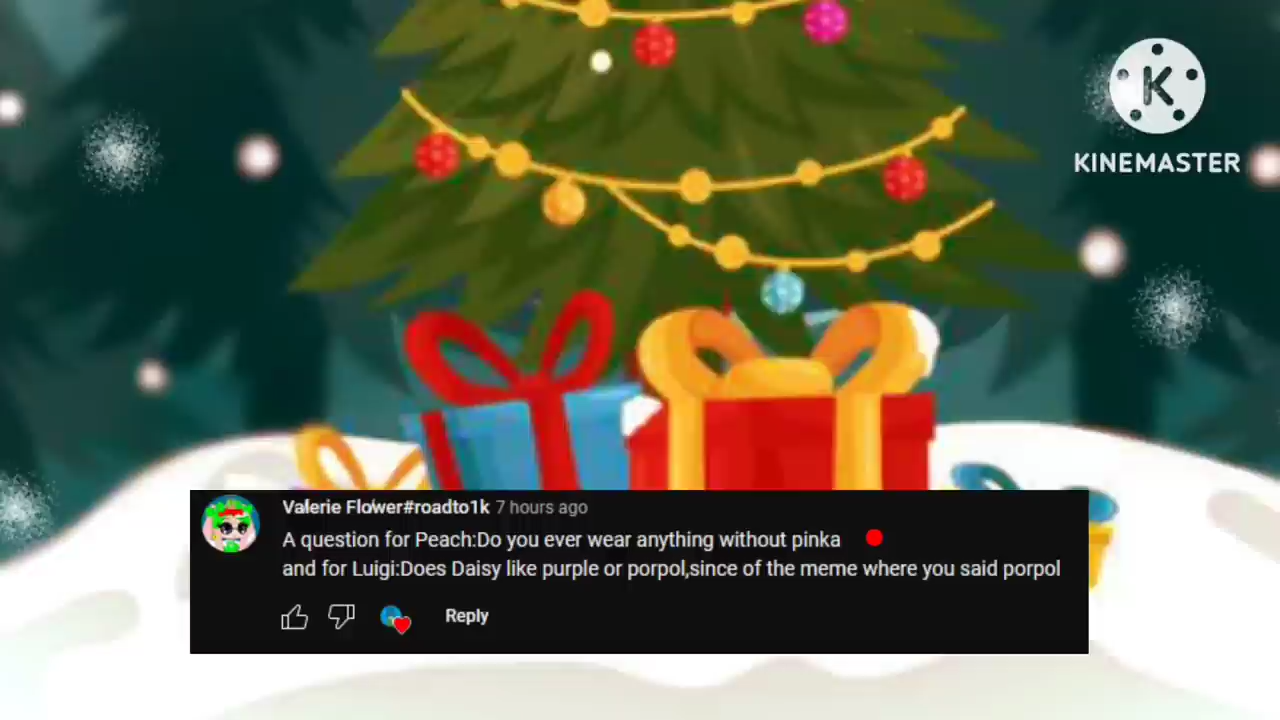 KINEMASTER
Valerie Flower#roadto1k 7 hours ago
A question for Peach:Do you ever wear anything without pinka
and for Luigi:Does Daisy like purple or porpol,since of the meme where you said porpol
Reply